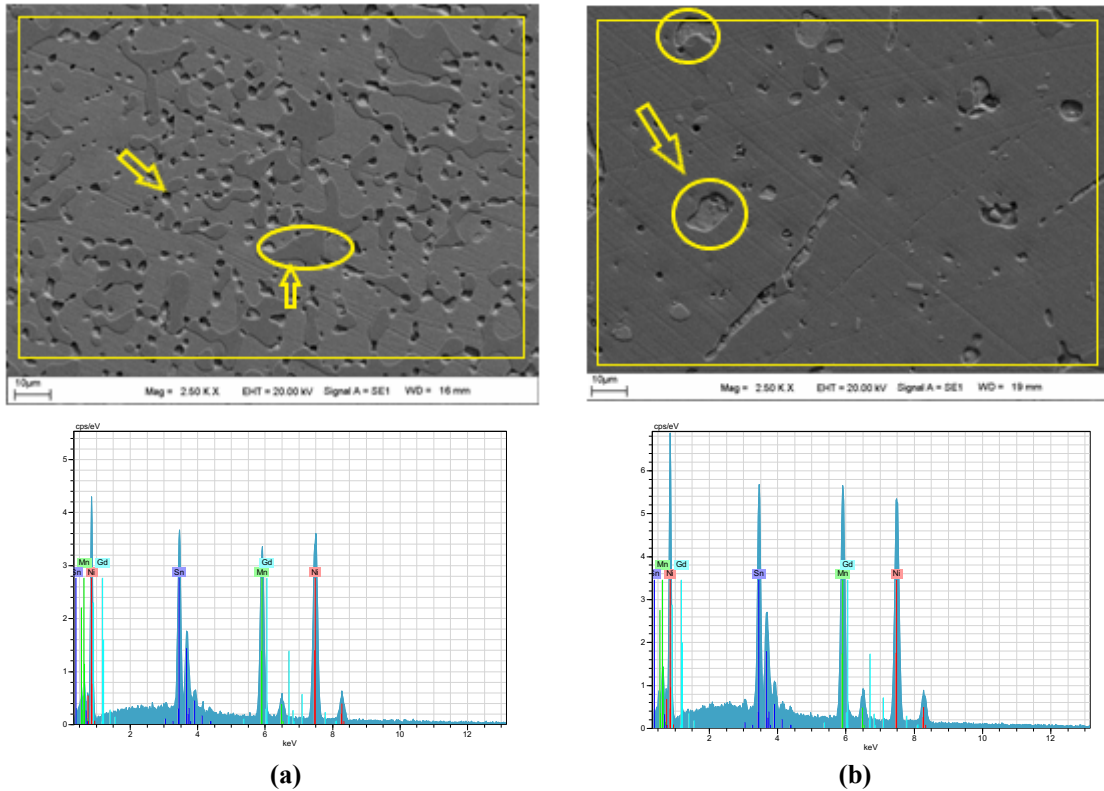 10µm Mag = 2.50 K X EHT = 20.00 kV Signal A = SE1 WD = 16 mm
10µm Mag = 2.50 K X EHT = 20.00 kV Signal A = SE1 WD = 19 mm
cps/eV
5
4
3
2
1
0
Mn Gd
Sn Ni
Sn
Gd
Mn
Ni
2 4 6 8 10 12
keV
(a)
cps/eV
6
5
4
3
2
1
0
Mn
Ni Gd
Sn
Gd
Mn
Ni
2 4 6 8 10 12
keV
(b)